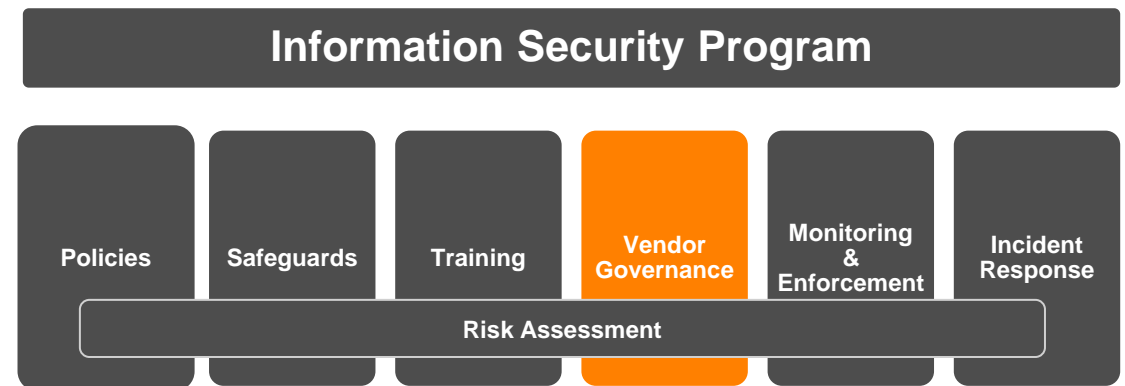 Information Security Program
Policies
Safeguards
Training
Vendor
Governance
Monitoring
&
Enforcement
Incident
Response
Risk Assessment